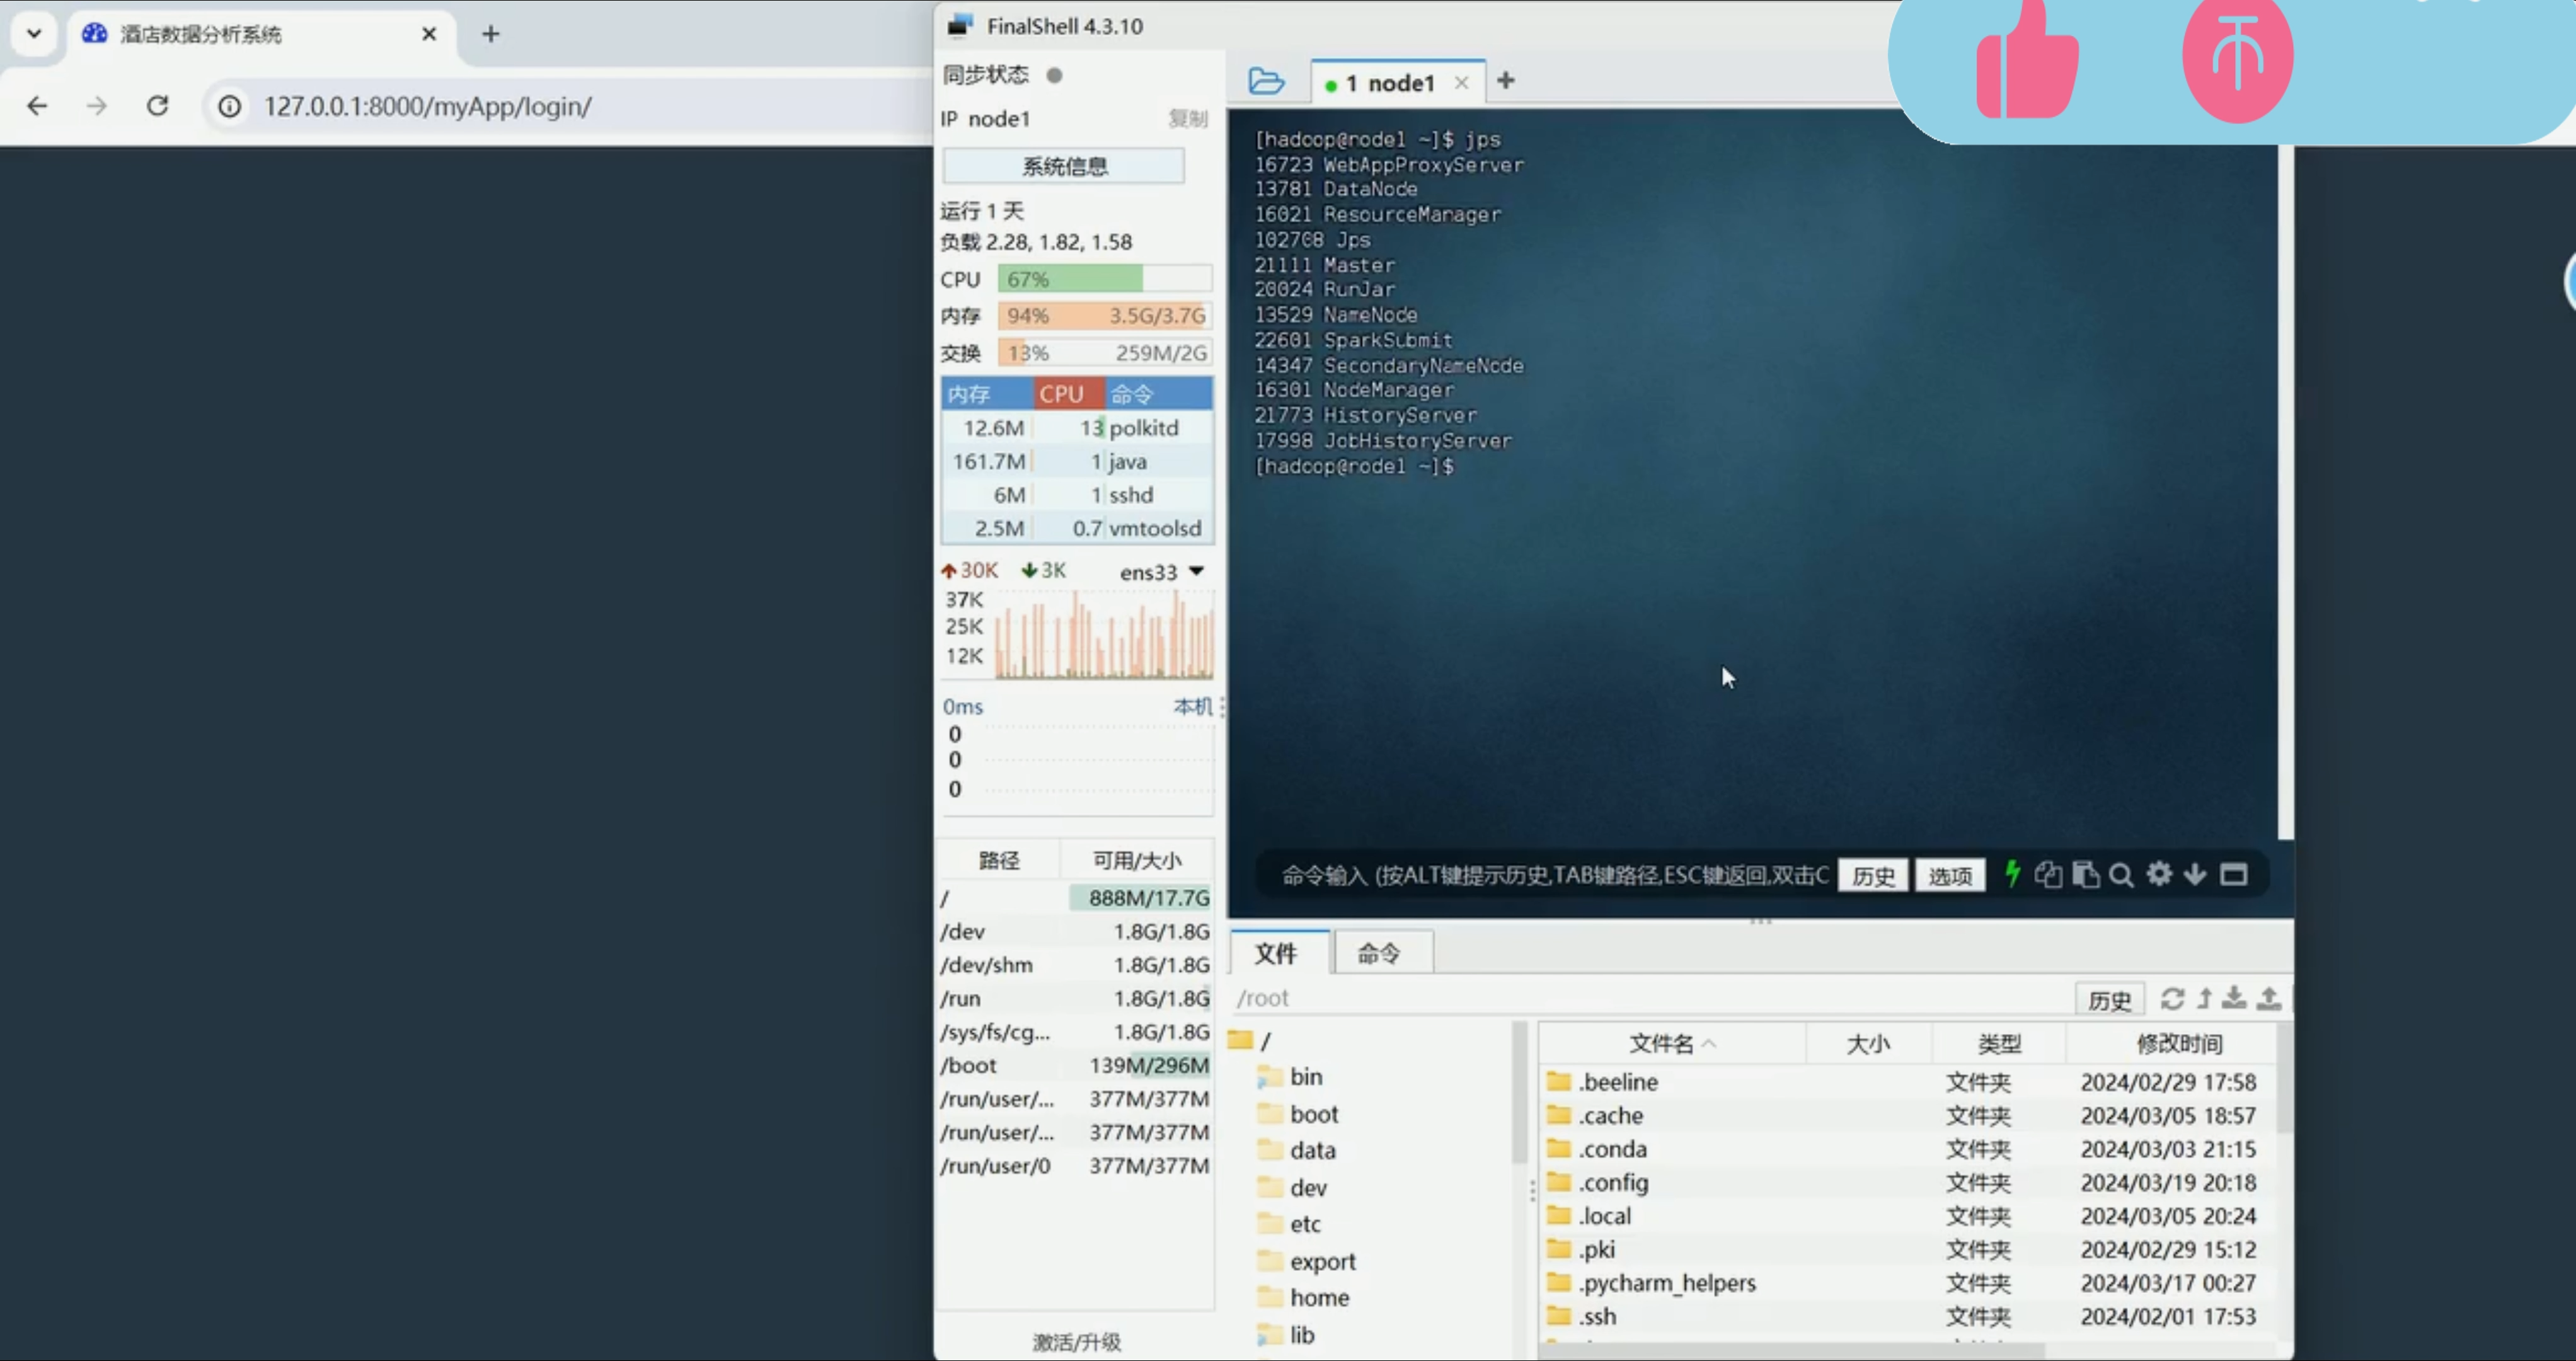 酒店数据分析系统
127.0.0.1:8000/myApp/login/
FinalShell 4.3.10
同步状态
IP node1 复制
系统信息
运行 1 天
负载 2.28, 1.82, 1.58
CPU 67%
内存 94% 3.5G/3.7G
交换 13% 259M/2G
内存 CPU 命令
12.6M 13 polkitd
161.7M 1 java
6M 1 sshd
2.5M 0.7 vmtoolsd
30K 3K ens33
37K
25K
12K
0ms 本机
0
0
0
路径 可用/大小
/ 888M/17.7G
/dev 1.8G/1.8G
/dev/shm 1.8G/1.8G
/run 1.8G/1.8G
/sys/fs/cg... 1.8G/1.8G
/boot 139M/296M
/run/user/... 377M/377M
/run/user/... 377M/377M
/run/user/0 377M/377M
激活/升级
1 node1
[hadoop@node1 ~]$ jps
16723 WebAppProxyServer
13781 DataNode
16021 ResourceManager
102708 Jps
21111 Master
20024 RunJar
13529 NameNode
22601 SparkSubmit
14347 SecondaryNameNode
16301 NodeManager
21773 HistoryServer
17998 JobHistoryServer
[hadoop@node1 ~]$
命令输入 (按ALT键提示历史,TAB键路径,ESC键返回,双击C 历史 选项
文件 命令
/root 历史
/
bin
boot
data
dev
etc
export
home
lib
文件名 大小 类型 修改时间
.beeline 文件夹 2024/02/29 17:58
.cache 文件夹 2024/03/05 18:57
.conda 文件夹 2024/03/03 21:15
.config 文件夹 2024/03/19 20:18
.local 文件夹 2024/03/05 20:24
.pki 文件夹 2024/02/29 15:12
.pycharm_helpers 文件夹 2024/03/17 00:27
.ssh 文件夹 2024/02/01 17:53